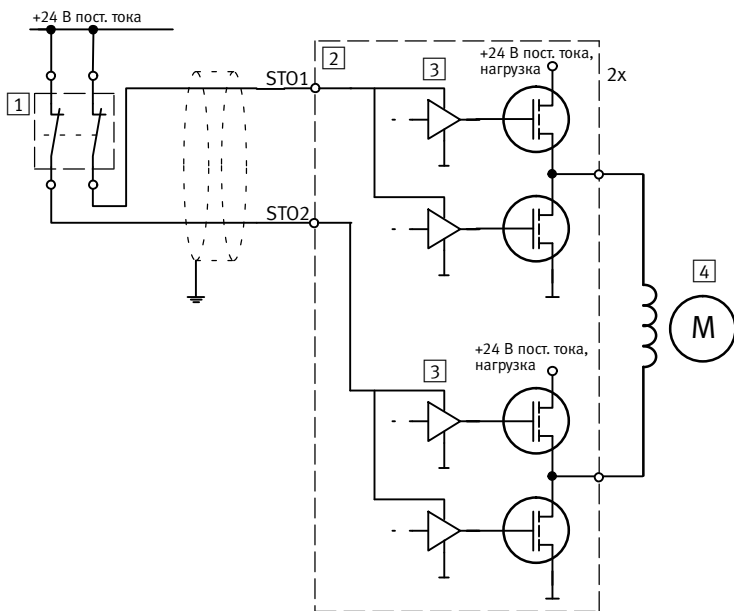 +24 В пост. тока
1
STO1
2
3
+24 В пост. тока,
нагрузка
2x
STO2
4
M
3
+24 В пост. тока,
нагрузка